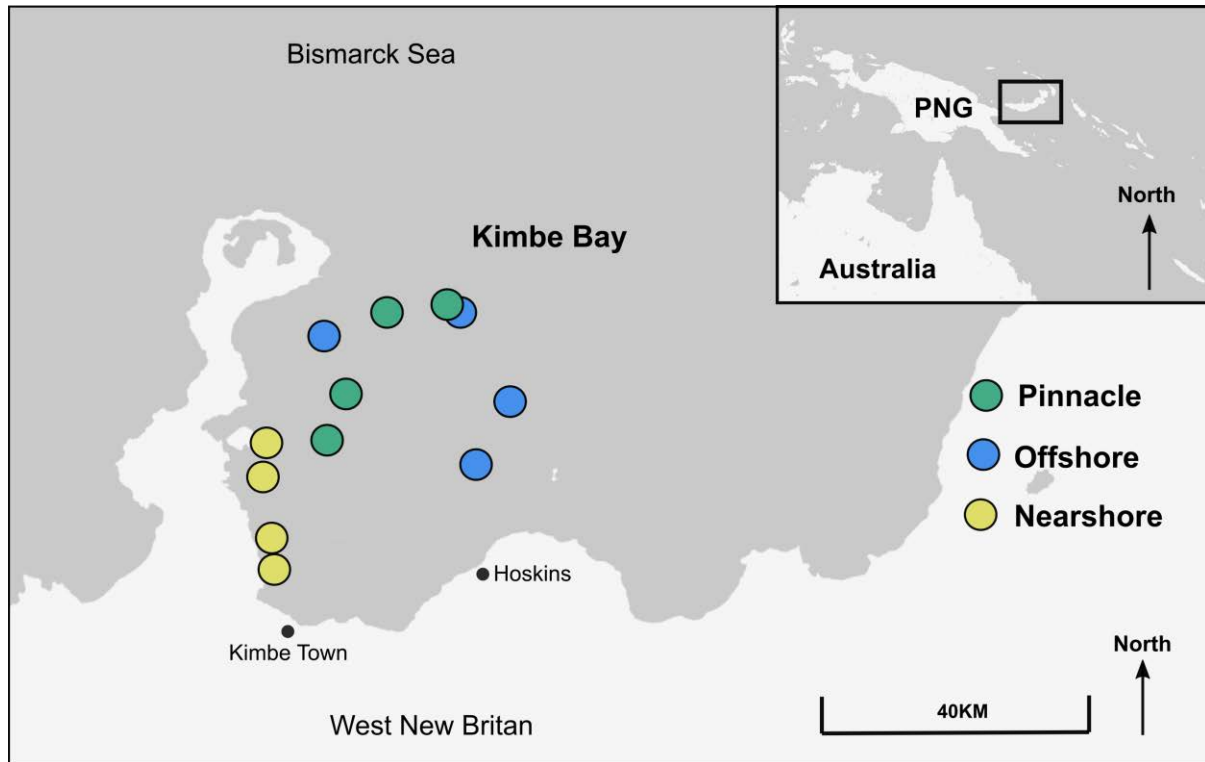 Bismarck Sea
PNG
North
Australia
Kimbe Bay
Pinnacle
Offshore
Nearshore
Hoskins
Kimbe Town
North
40KM
West New Britan